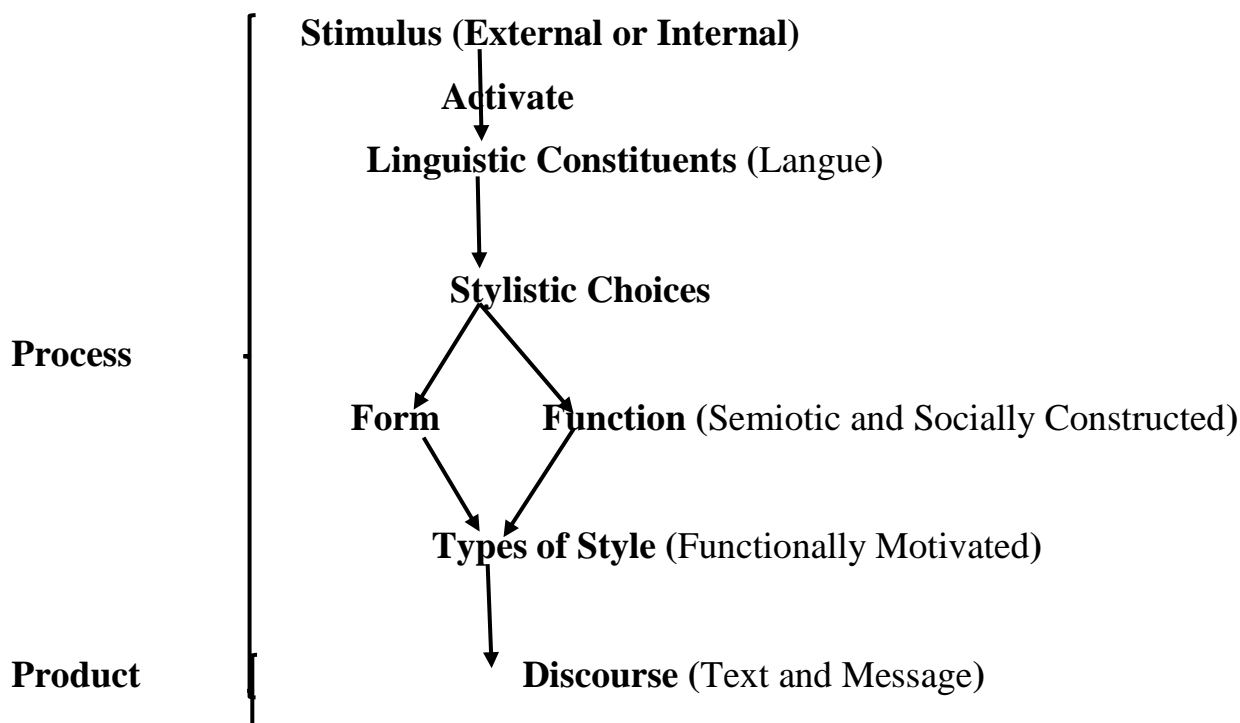 Stimulus (External or Internal)
Activate
Linguistic Constituents (Langue)
Stylistic Choices
Process
Form Function (Semiotic and Socially Constructed)
Types of Style (Functionally Motivated)
Product Discourse (Text and Message)